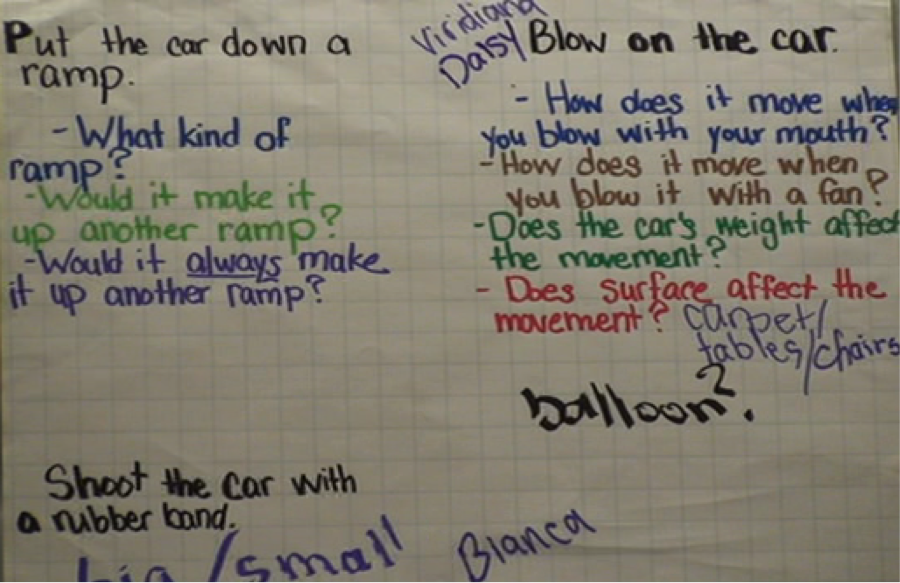 Put the car down a
ramp.
- What kind of
ramp?
- Would it make it
up another ramp?
- Would it always make
it up another ramp?
Viridiana
Daisy
Blow on the car.
- How does it move when
you blow with your mouth?
- How does it move when
you blow it with a fan?
- Does the car's weight affect
the movement?
- Does surface affect the
movement? carpet/
tables/chairs
balloon?
Shoot the car with
a rubber band.
big/small
Bianca